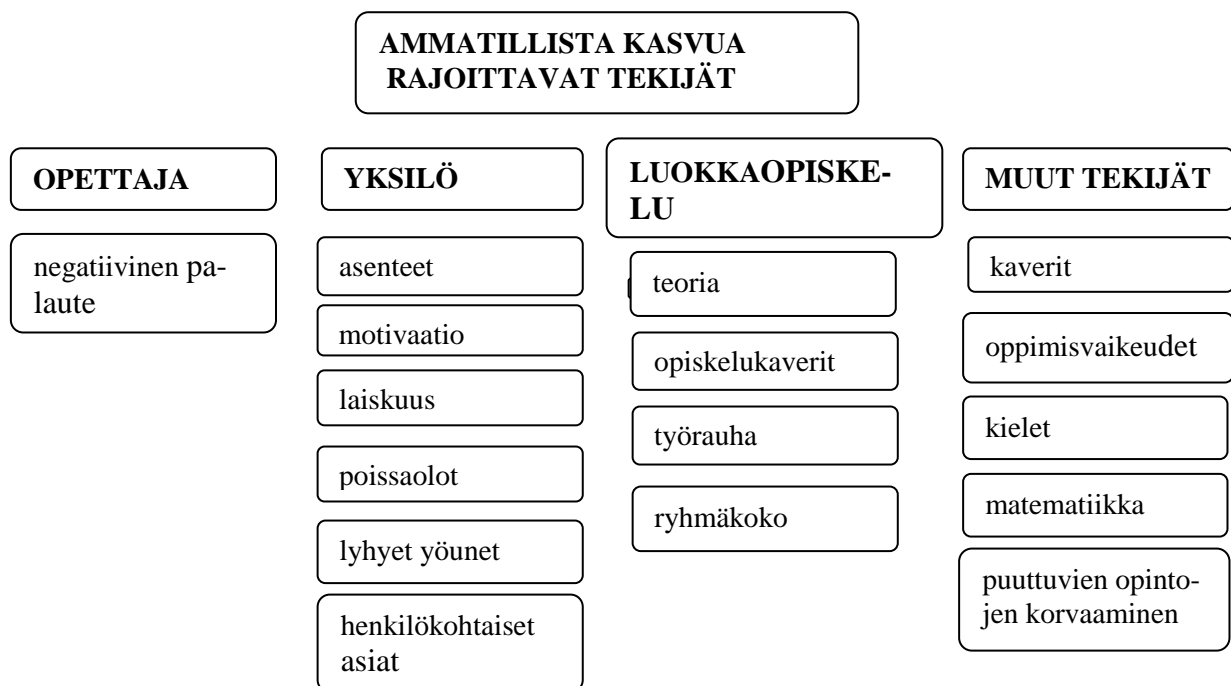 AMMATILLISTA KASVUA
RAJOITTAVAT TEKIJÄT
OPETTAJA
negatiivinen pa-
laute
YKSILÖ
asenteet
motivaatio
laiskuus
poissaolot
lyhyet yöunet
henkilökohtaiset
asiat
LUOKKAOPISKE-
LU
teoria
opiskelukaverit
työrauha
ryhmäkoko
MUUT TEKIJÄT
kaverit
oppimisvaikeudet
kielet
matematiikka
puuttuvien opinto-
jen korvaaminen